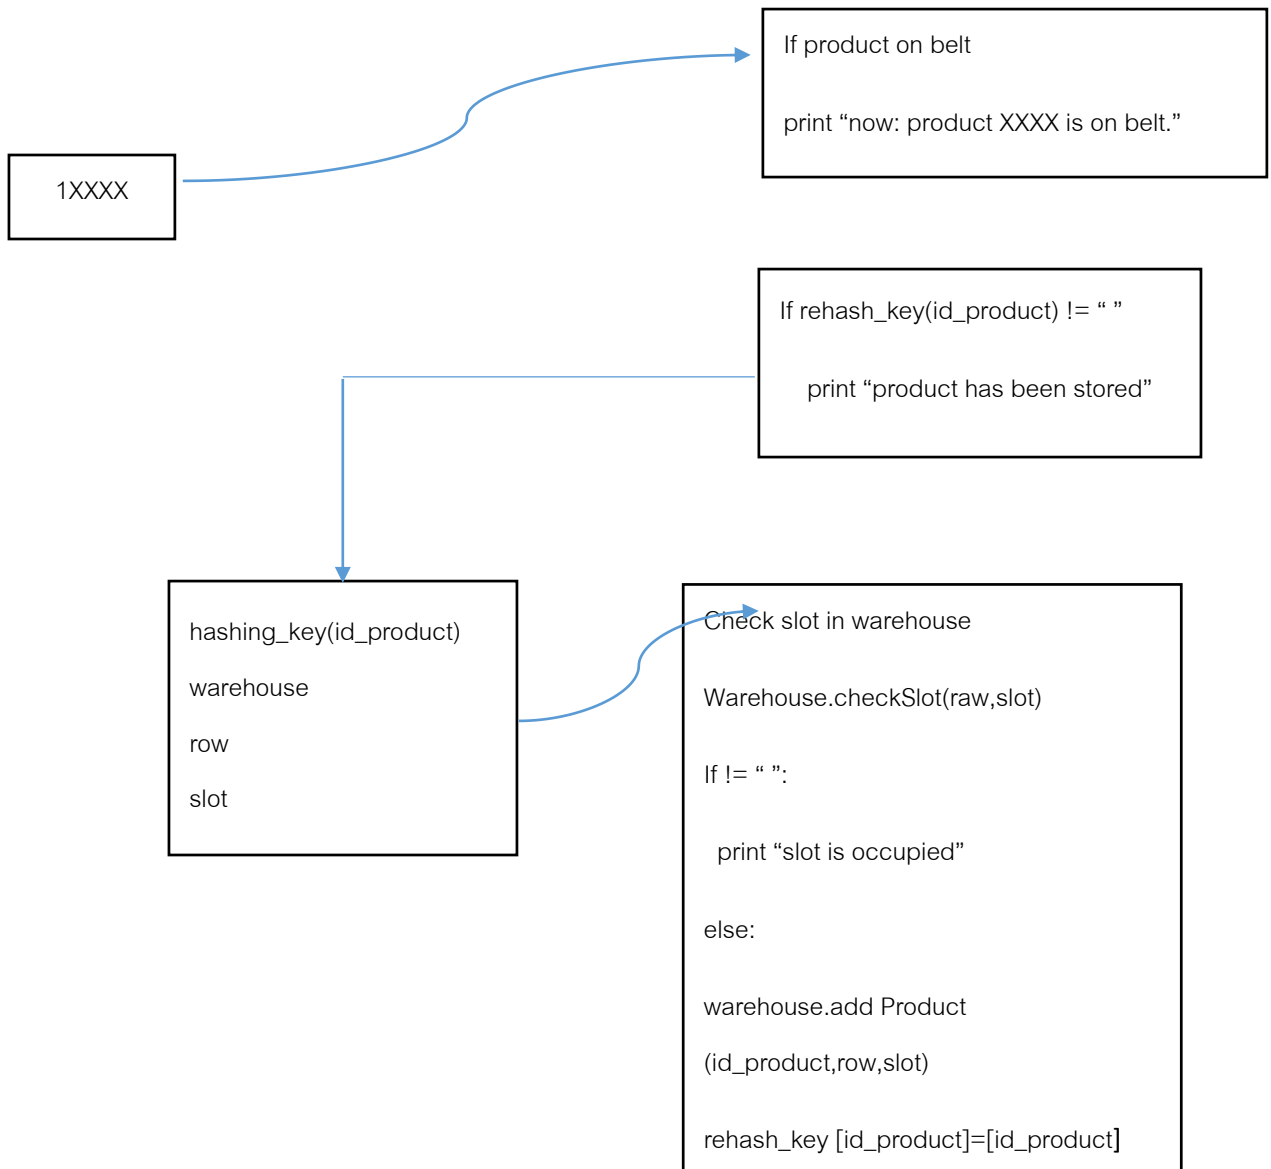 If product on belt
print “now: product XXXX is on belt.”
1XXXX
If rehash_key(id_product) != “ ”
print “product has been stored”
hashing_key(id_product)
warehouse
row
slot
Check slot in warehouse
Warehouse.checkSlot(raw,slot)
If != “ ”:
print “slot is occupied”
else:
warehouse.add Product
(id_product,row,slot)
rehash_key [id_product]=[id_product]